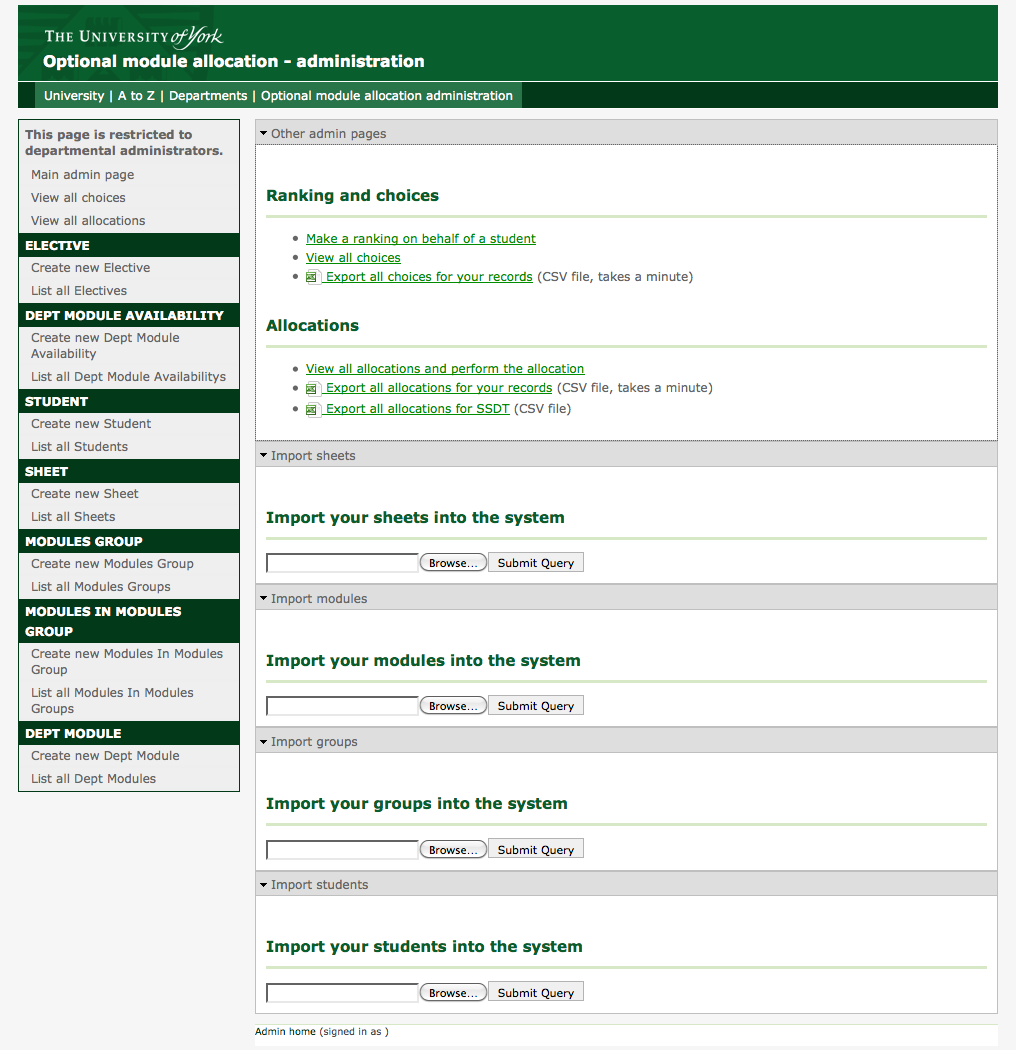 THE UNIVERSITY of York
Optional module allocation - administration
University | A to Z | Departments | Optional module allocation administration
This page is restricted to
departmental administrators.
Main admin page
View all choices
View all allocations
ELECTIVE
Create new Elective
List all Electives
DEPT MODULE AVAILABILITY
Create new Dept Module
Availability
List all Dept Module Availabilitys
STUDENT
Create new Student
List all Students
SHEET
Create new Sheet
List all Sheets
MODULES GROUP
Create new Modules Group
List all Modules Groups
MODULES IN MODULES
GROUP
Create new Modules In Modules
Group
List all Modules In Modules
Groups
DEPT MODULE
Create new Dept Module
List all Dept Modules
Other admin pages
Ranking and choices
Make a ranking on behalf of a student
View all choices
Export all choices for your records (CSV file, takes a minute)
Allocations
View all allocations and perform the allocation
Export all allocations for your records (CSV file, takes a minute)
Export all allocations for SSDT (CSV file)
Import sheets
Import your sheets into the system
Browse... Submit Query
Import modules
Import your modules into the system
Browse... Submit Query
Import groups
Import your groups into the system
Browse... Submit Query
Import students
Import your students into the system
Browse... Submit Query
Admin home (signed in as )